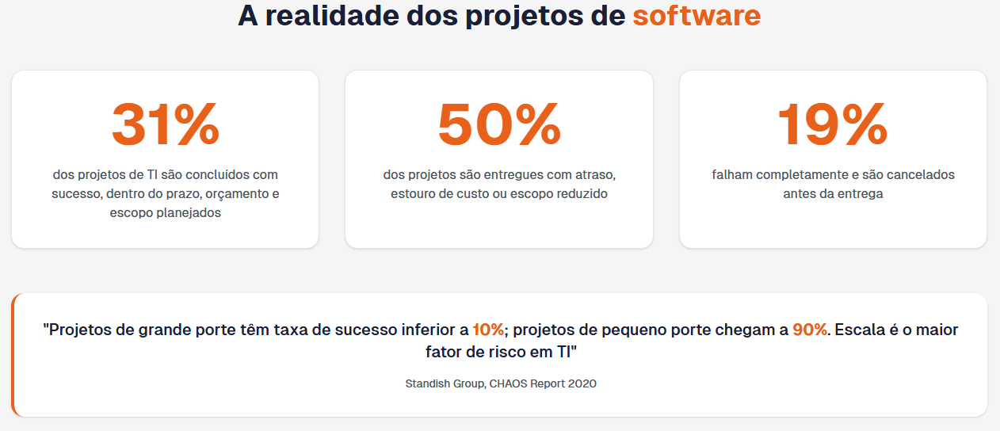 A realidade dos projetos de software
31%
dos projetos de TI são concluídos com
sucesso, dentro do prazo, orçamento e
escopo planejados
50%
dos projetos são entregues com atraso,
estouro de custo ou escopo reduzido
19%
falham completamente e são cancelados
antes da entrega
"Projetos de grande porte têm taxa de sucesso inferior a 10%; projetos de pequeno porte chegam a 90%. Escala é o maior
fator de risco em TI"
Standish Group, CHAOS Report 2020